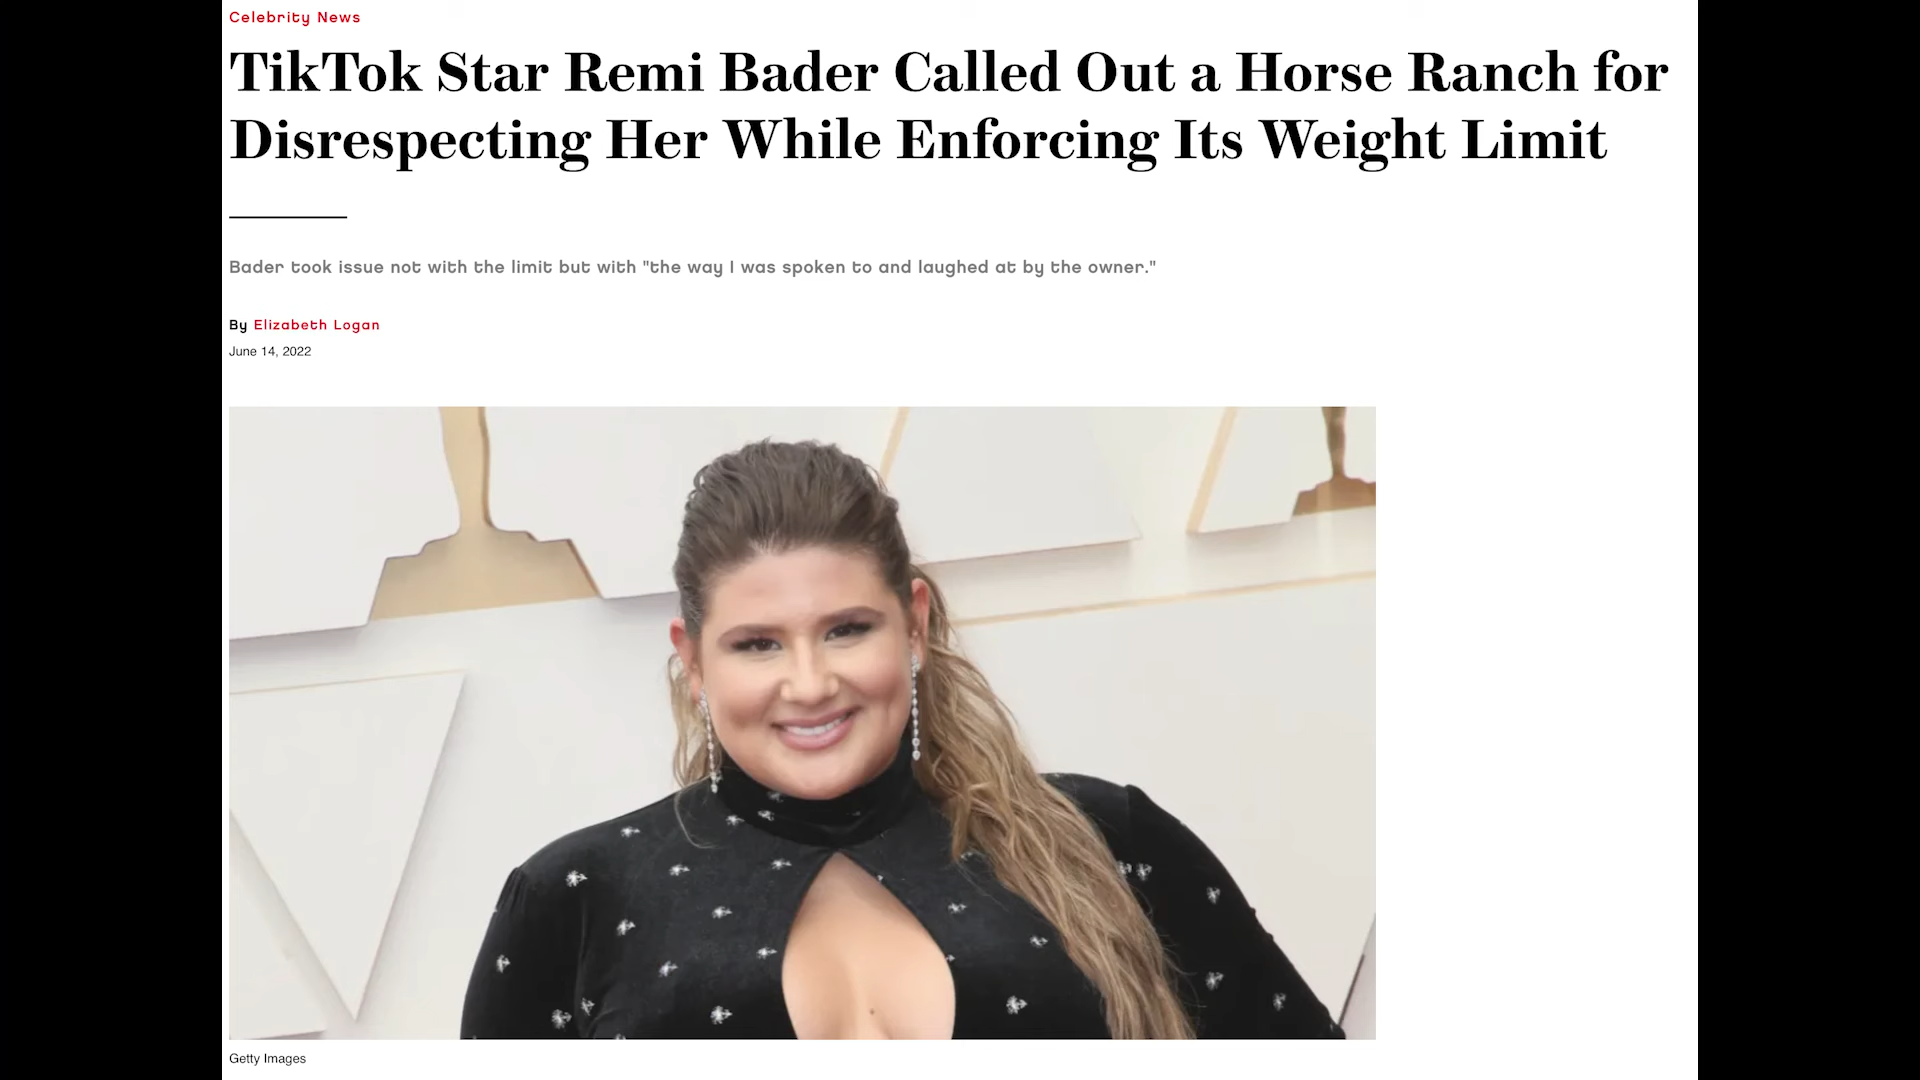 Celebrity News
TikTok Star Remi Bader Called Out a Horse Ranch for
Disrespecting Her While Enforcing Its Weight Limit
Bader took issue not with the limit but with "the way I was spoken to and laughed at by the owner."
By Elizabeth Logan
June 14, 2022
Getty Images